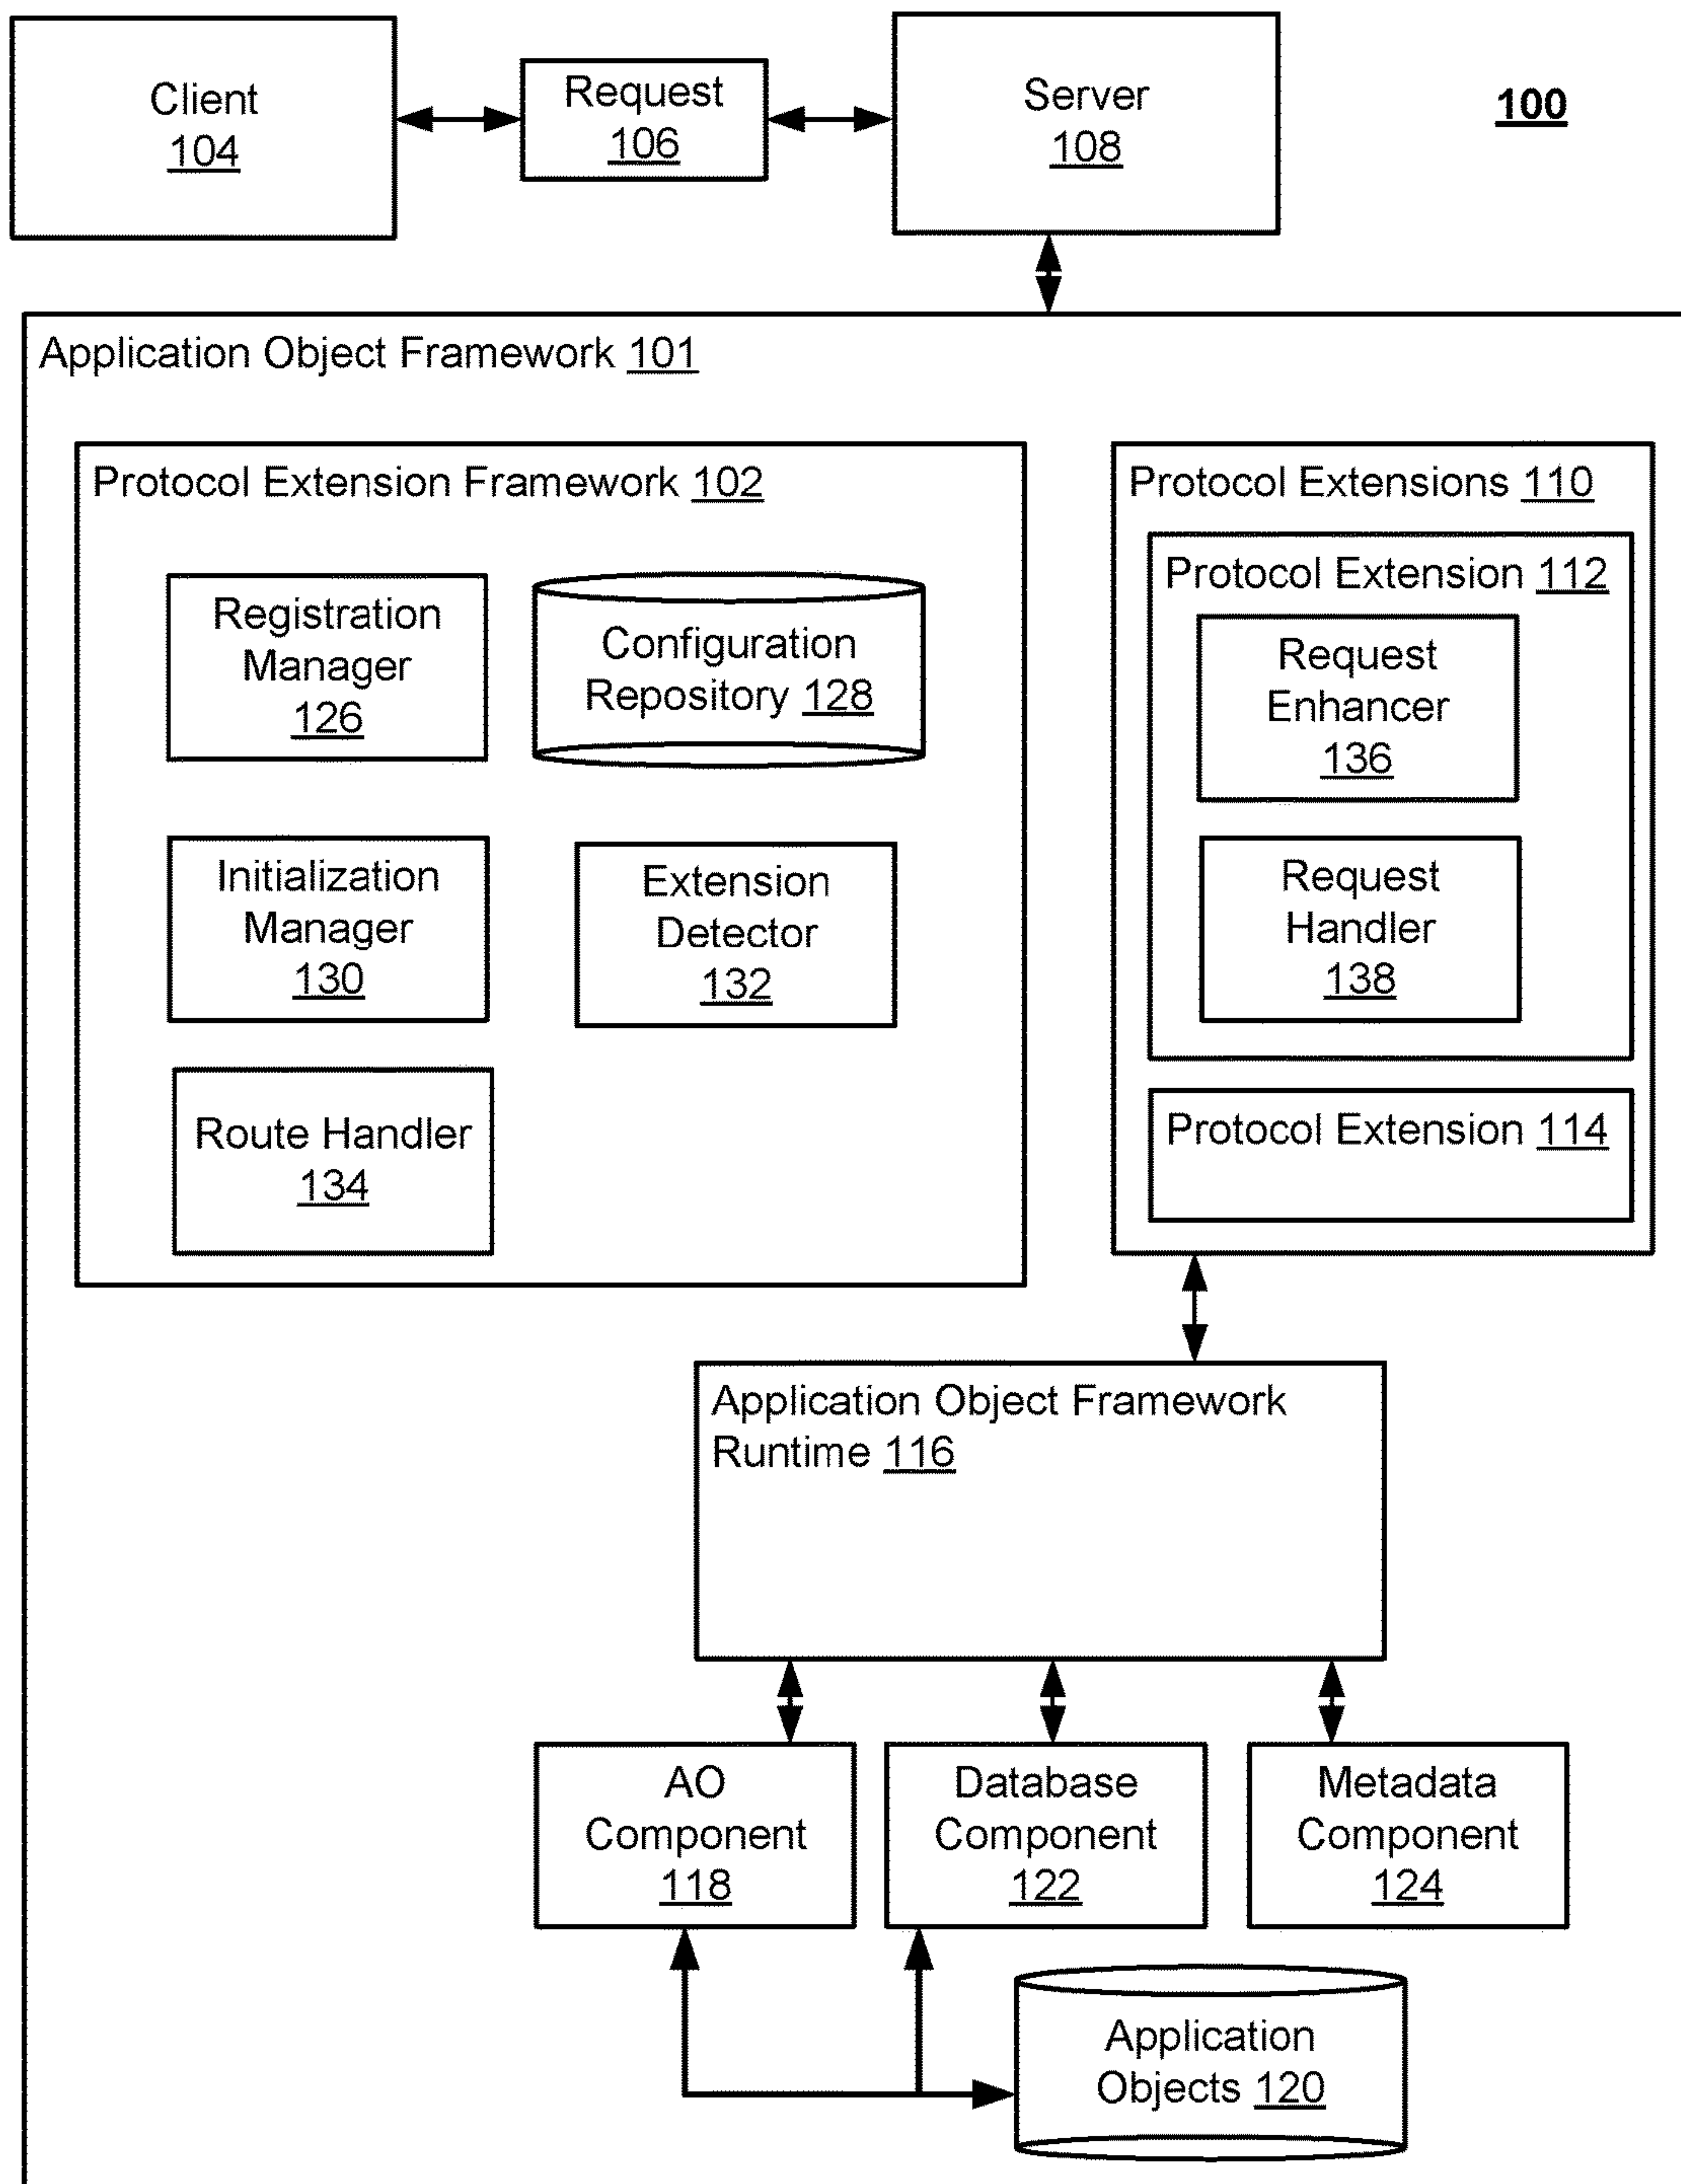 Client
104
Request
106
Server
108
100
Application Object Framework 101
Protocol Extension Framework 102
Registration
Manager
126
Configuration
Repository 128
Initialization
Manager
130
Extension
Detector
132
Route Handler
134
Protocol Extensions 110
Protocol Extension 112
Request
Enhancer
136
Request
Handler
138
Protocol Extension 114
Application Object Framework
Runtime 116
AO
Component
118
Database
Component
122
Metadata
Component
124
Application
Objects 120